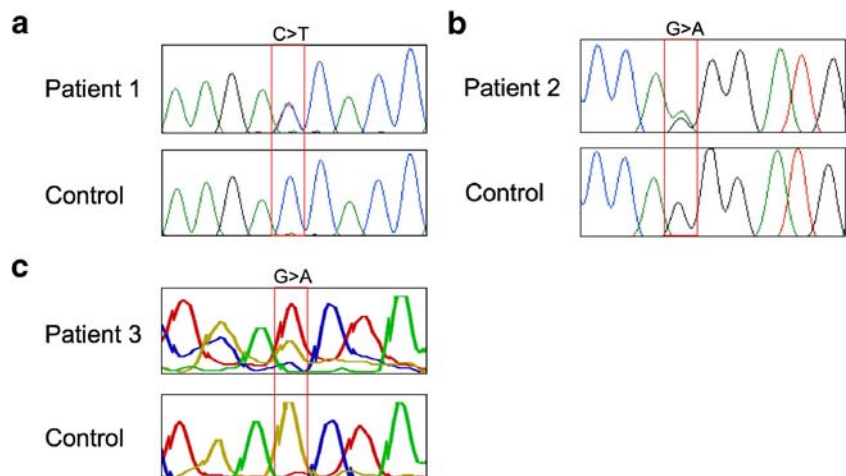 a
C>T
Patient 1
Control
b
G>A
Patient 2
Control
c
G>A
Patient 3
Control